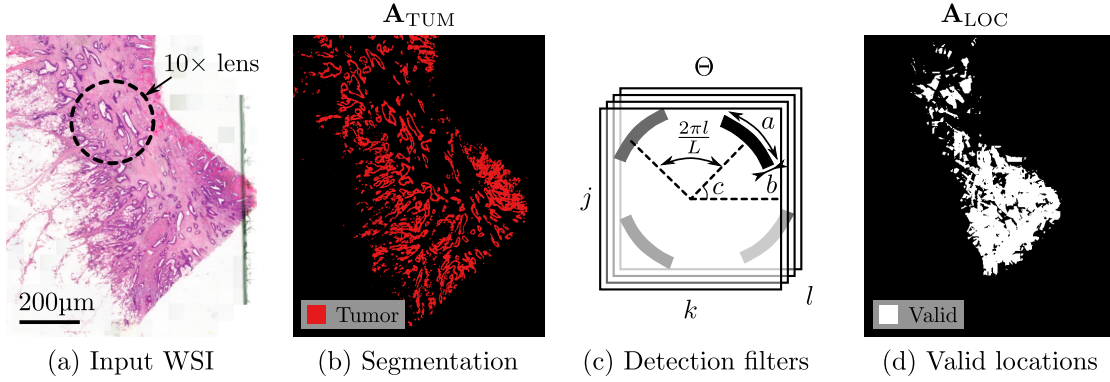 A_TUM
A_LOC
10× lens
200µm
Tumor
Θ
2πl
L
a
b
c
j
k
l
Valid
(a) Input WSI
(b) Segmentation
(c) Detection filters
(d) Valid locations